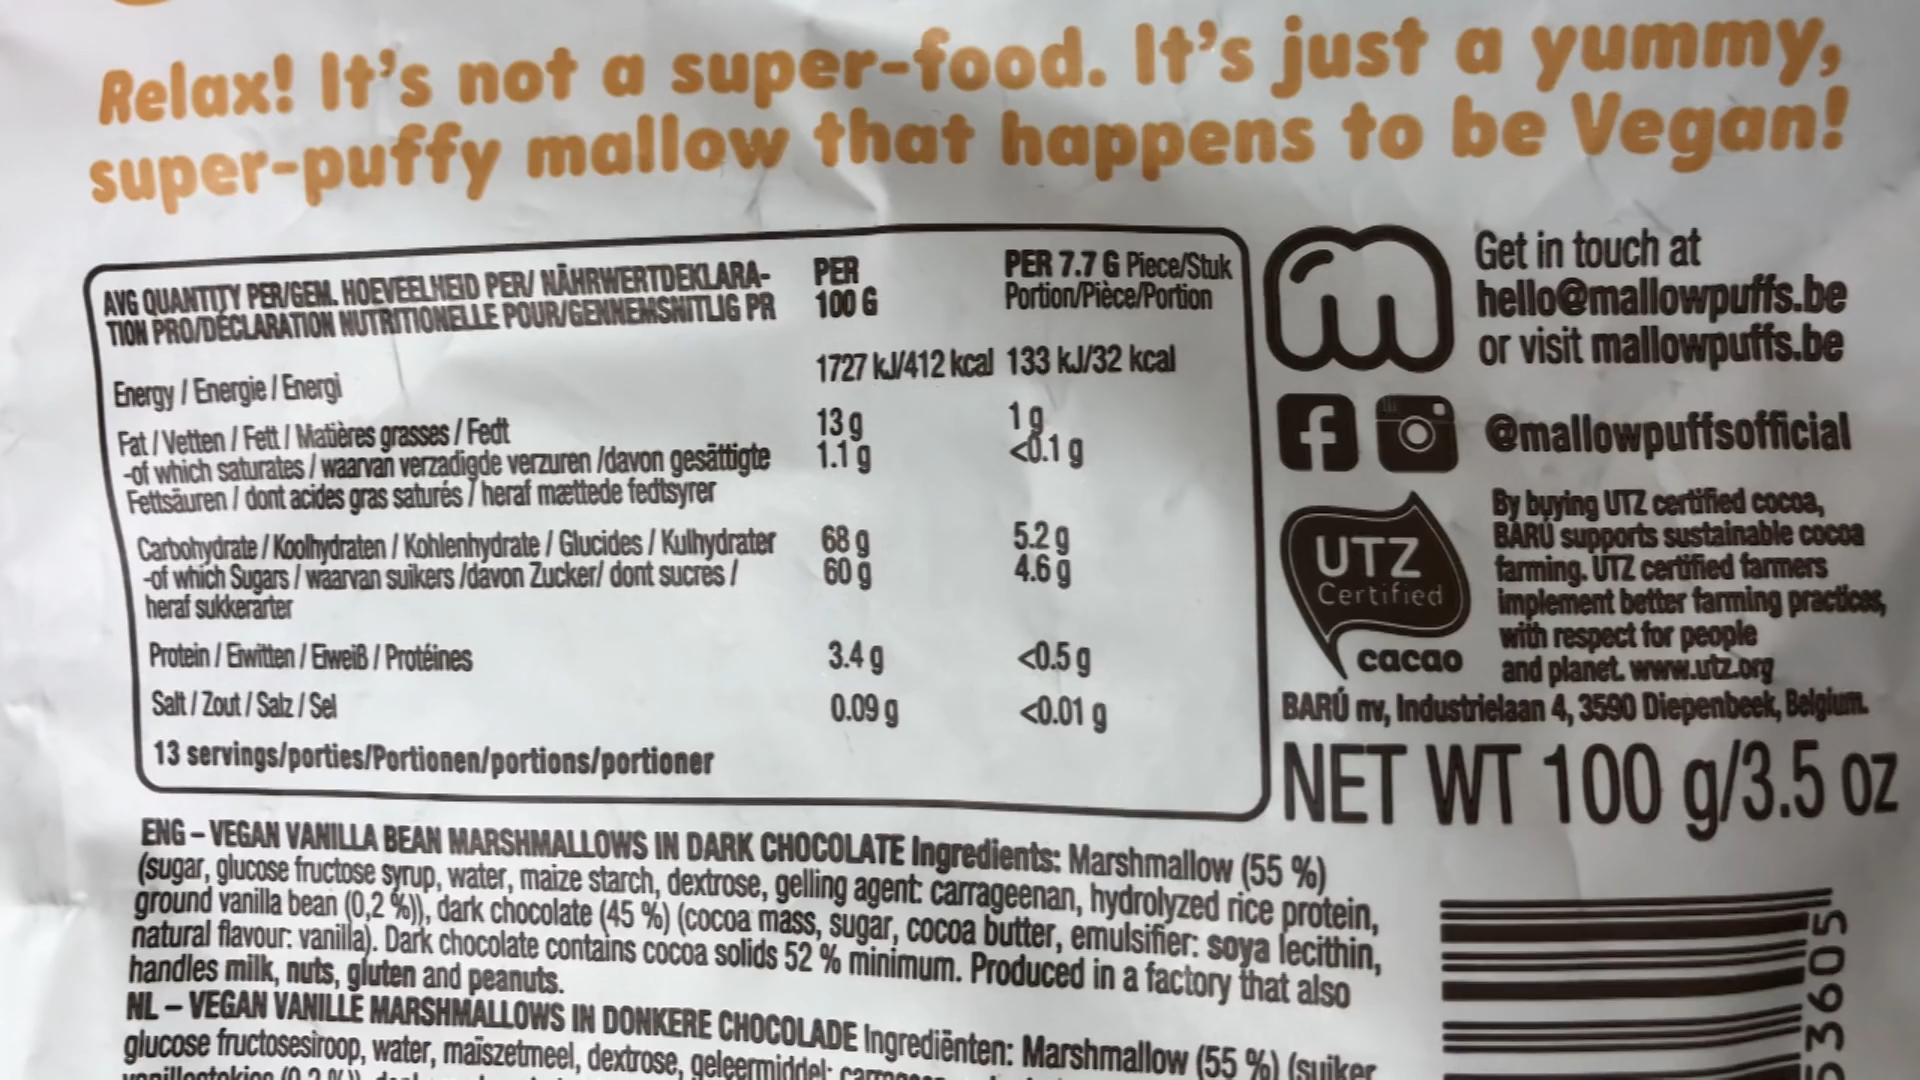 Relax! It's not a super-food. It's just a yummy,
super-puffy mallow that happens to be Vegan!
AVG QUANTITY PER/GEM. HOEVEELHEID PER/ NÄHRWERTDEKLARA-
TION PRO/DÉCLARATION NUTRITIONELLE POUR/GENNEMSNITLIG PR
PER
100 G
PER 7.7 G Piece/Stuk
Portion/Pièce/Portion
Energy / Energie / Energi
1727 kJ/412 kcal 133 kJ/32 kcal
Fat / Vetten / Fett / Matières grasses / Fedt 13 g 1 g
-of which saturates / waarvan verzadigde verzuren /davon gesättigte 1.1 g <0.1 g
Fettsäuren / dont acides gras saturés / heraf mættede fedtsyrer
Carbohydrate / Koolhydraten / Kohlenhydrate / Glucides / Kulhydrater 68 g 5.2 g
-of which Sugars / waarvan suikers /davon Zucker/ dont sucres / 60 g 4.6 g
heraf sukkerarter
Protein / Eiwitten / Eiweiß / Protéines 3.4 g <0.5 g
Salt / Zout / Salz / Sel 0.09 g <0.01 g
13 servings/porties/Portionen/portions/portioner
m
Get in touch at
hello@mallowpuffs.be
or visit mallowpuffs.be
f
@mallowpuffsofficial
UTZ
Certified
cacao
By buying UTZ certified cocoa,
BARÚ supports sustainable cocoa
farming. UTZ certified farmers
implement better farming practices,
with respect for people
and planet. www.utz.org
BARÚ nv, Industrielaan 4, 3590 Diepenbeek, Belgium.
NET WT 100 g/3.5 oz
ENG – VEGAN VANILLA BEAN MARSHMALLOWS IN DARK CHOCOLATE Ingredients: Marshmallow (55 %)
(sugar, glucose fructose syrup, water, maize starch, dextrose, gelling agent: carrageenan, hydrolyzed rice protein,
ground vanilla bean (0,2 %)), dark chocolate (45 %) (cocoa mass, sugar, cocoa butter, emulsifier: soya lecithin,
natural flavour: vanilla). Dark chocolate contains cocoa solids 52 % minimum. Produced in a factory that also
handles milk, nuts, gluten and peanuts.
NL – VEGAN VANILLE MARSHMALLOWS IN DONKERE CHOCOLADE Ingrediënten: Marshmallow (55 %) (suiker
glucose fructosesiroop, water, maïszetmeel, dextrose, geleermiddel:
53605